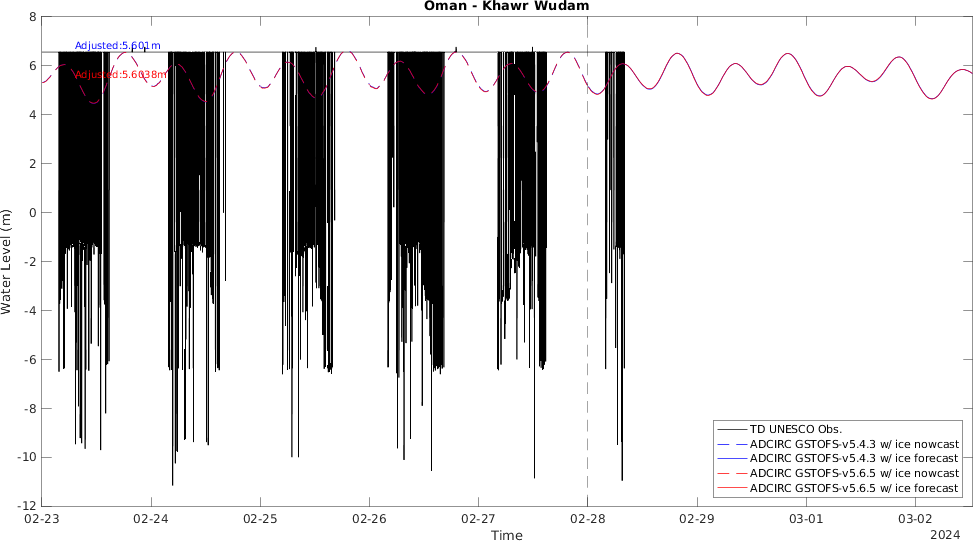 Oman - Khawr Wudam
8
6
4
2
0
-2
-4
-6
-8
-10
-12
Water Level (m)
Adjusted:5.601m
Adjusted:5.6038m
TD UNESCO Obs.
ADCIRC GSTOFS-v5.4.3 w/ ice nowcast
ADCIRC GSTOFS-v5.4.3 w/ ice forecast
ADCIRC GSTOFS-v5.6.5 w/ ice nowcast
ADCIRC GSTOFS-v5.6.5 w/ ice forecast
02-23 02-24 02-25 02-26 02-27 02-28 02-29 03-01 03-02
Time
2024